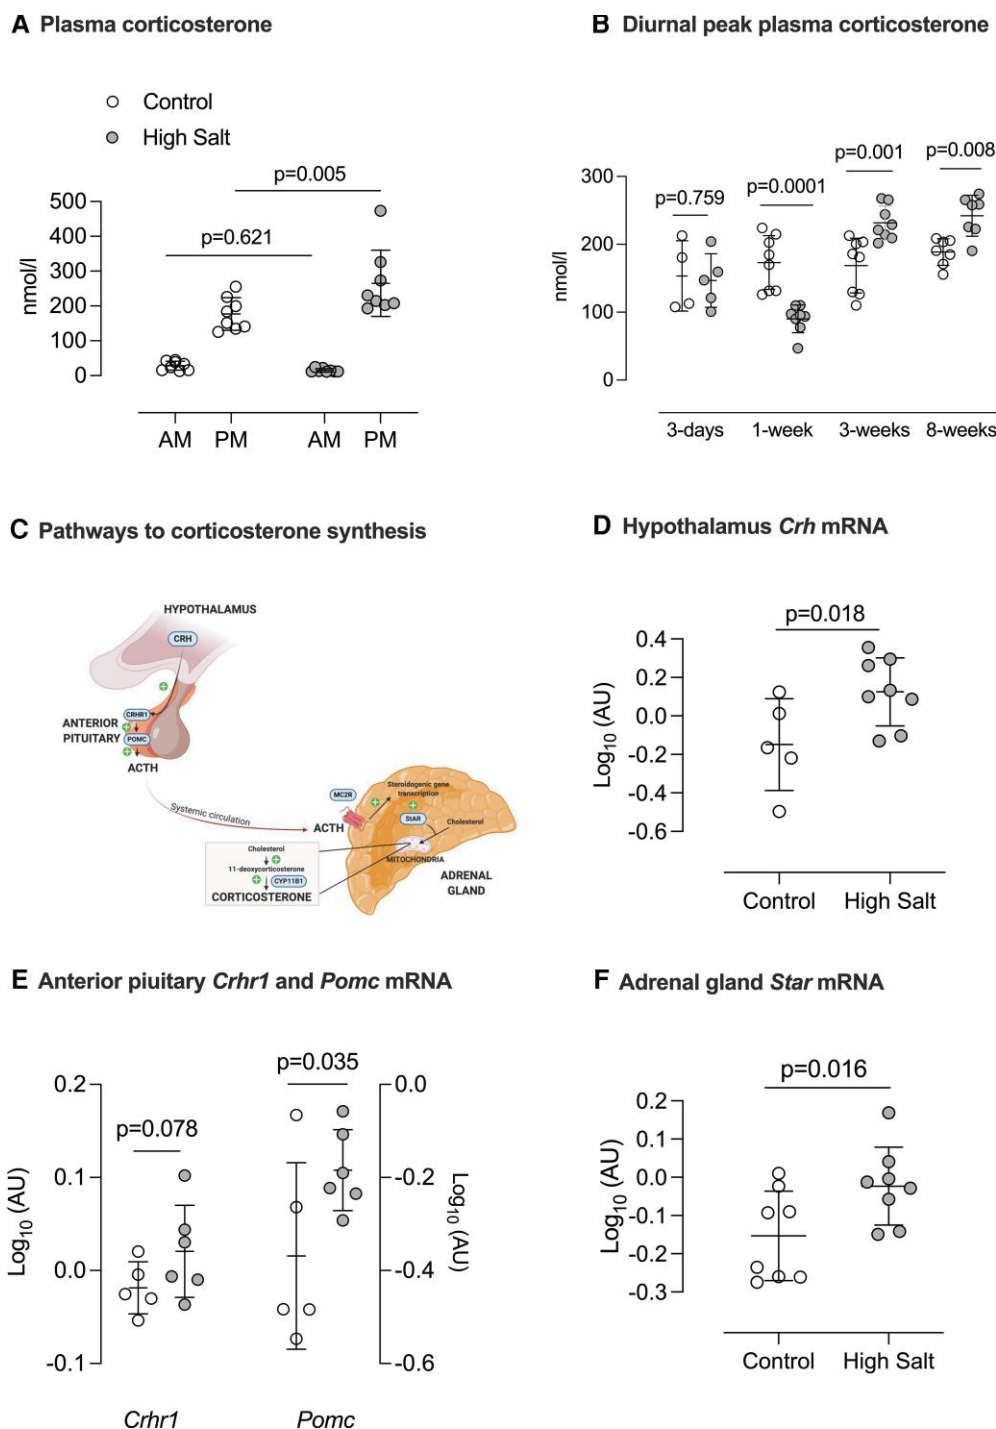 A Plasma corticosterone
Control
High Salt
p=0.005
p=0.621
500
400
300
200
100
0
nmol/l
AM
PM
AM
PM
B Diurnal peak plasma corticosterone
p=0.759
p=0.0001
p=0.001
p=0.008
300
200
100
0
nmol/l
3-days
1-week
3-weeks
8-weeks
C Pathways to corticosterone synthesis
HYPOTHALAMUS
CRH
CRHR1
ANTERIOR
PITUITARY
POMC
ACTH
Systemic circulation
MC2R
ACTH
Steroidogenic gene
transcription
StAR
Cholesterol
MITOCHONDRIA
ADRENAL
GLAND
Cholesterol
11-deoxycorticosterone
CYP11B1
CORTICOSTERONE
D Hypothalamus Crh mRNA
p=0.018
0.4
0.2
0.0
-0.2
-0.4
-0.6
Log10 (AU)
Control
High Salt
E Anterior piuitary Crhr1 and Pomc mRNA
p=0.078
p=0.035
0.2
0.1
0.0
-0.1
Log10 (AU)
0.0
-0.2
-0.4
-0.6
Log10
(AU)
Crhr1
Pomc
F Adrenal gland Star mRNA
p=0.016
0.2
0.1
-0.0
-0.1
-0.2
-0.3
Log10 (AU)
Control
High Salt